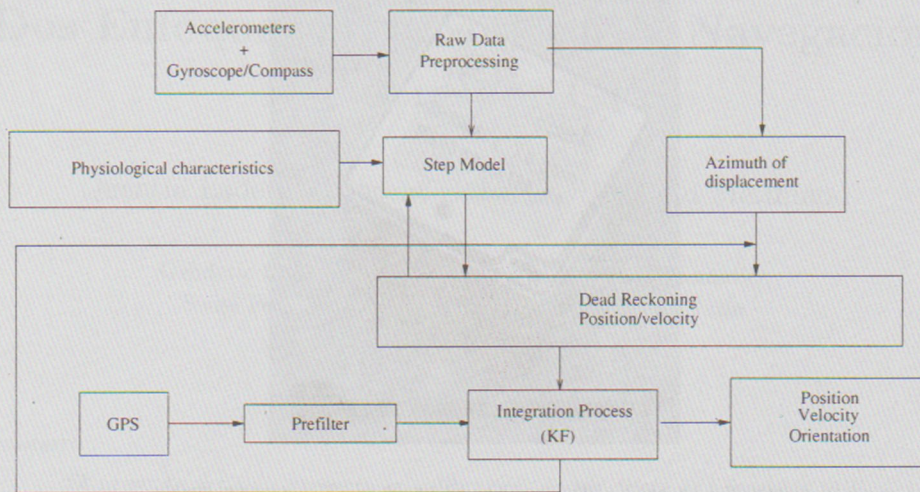 Accelerometers
+
Gyroscope/Compass
Raw Data
Preprocessing
Physiological characteristics
Step Model
Azimuth of
displacement
Dead Reckoning
Position/velocity
GPS
Prefilter
Integration Process
(KF)
Position
Velocity
Orientation